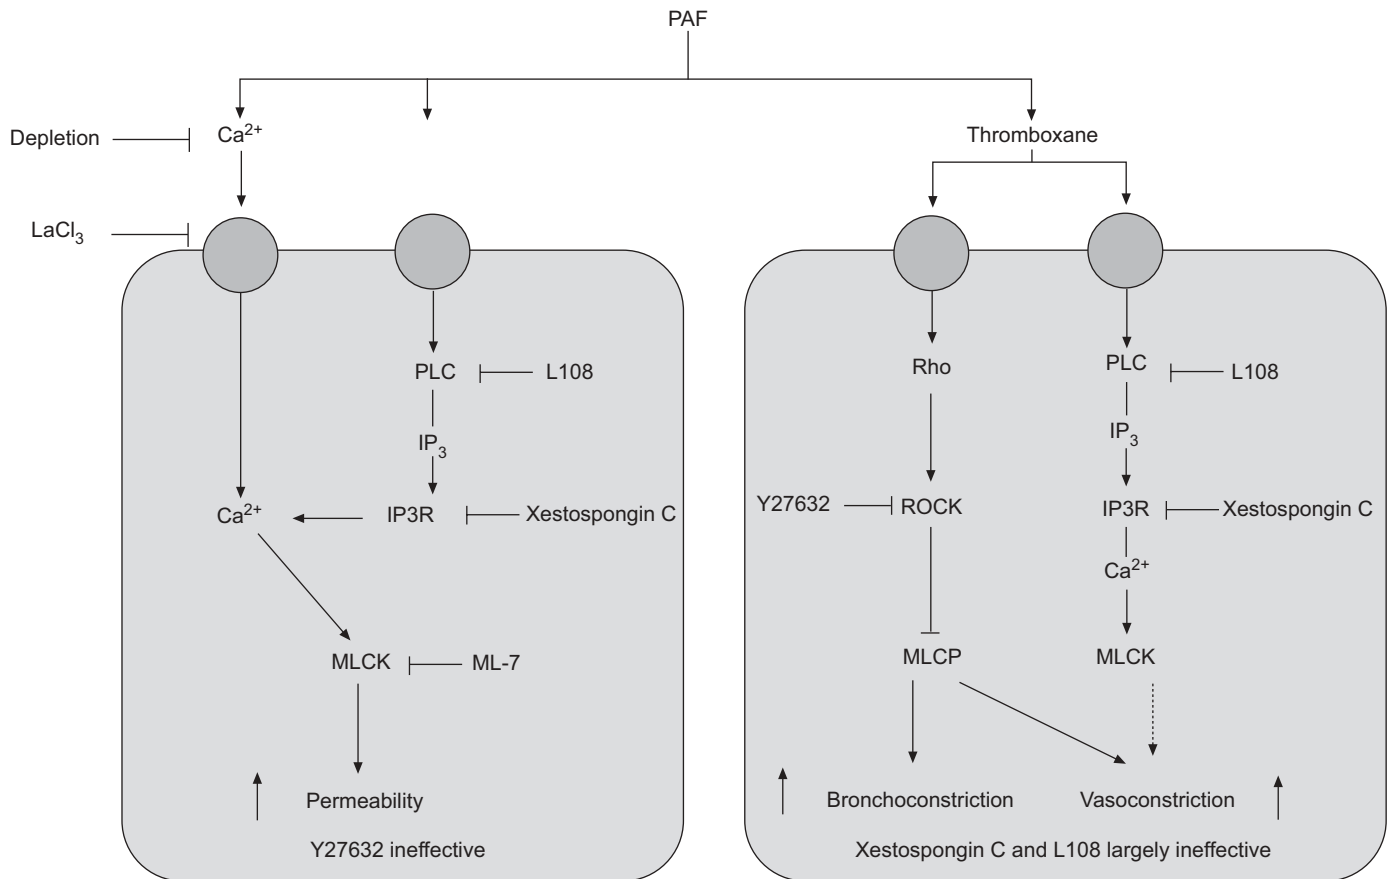 PAF
Depletion
Ca2+
Thromboxane
LaCl3
PLC
L108
IP3
IP3R
Xestospongin C
Ca2+
MLCK
ML-7
Permeability
Y27632 ineffective
Rho
PLC
L108
IP3
Y27632
ROCK
IP3R
Xestospongin C
Ca2+
MLCP
MLCK
Bronchoconstriction
Vasoconstriction
Xestospongin C and L108 largely ineffective